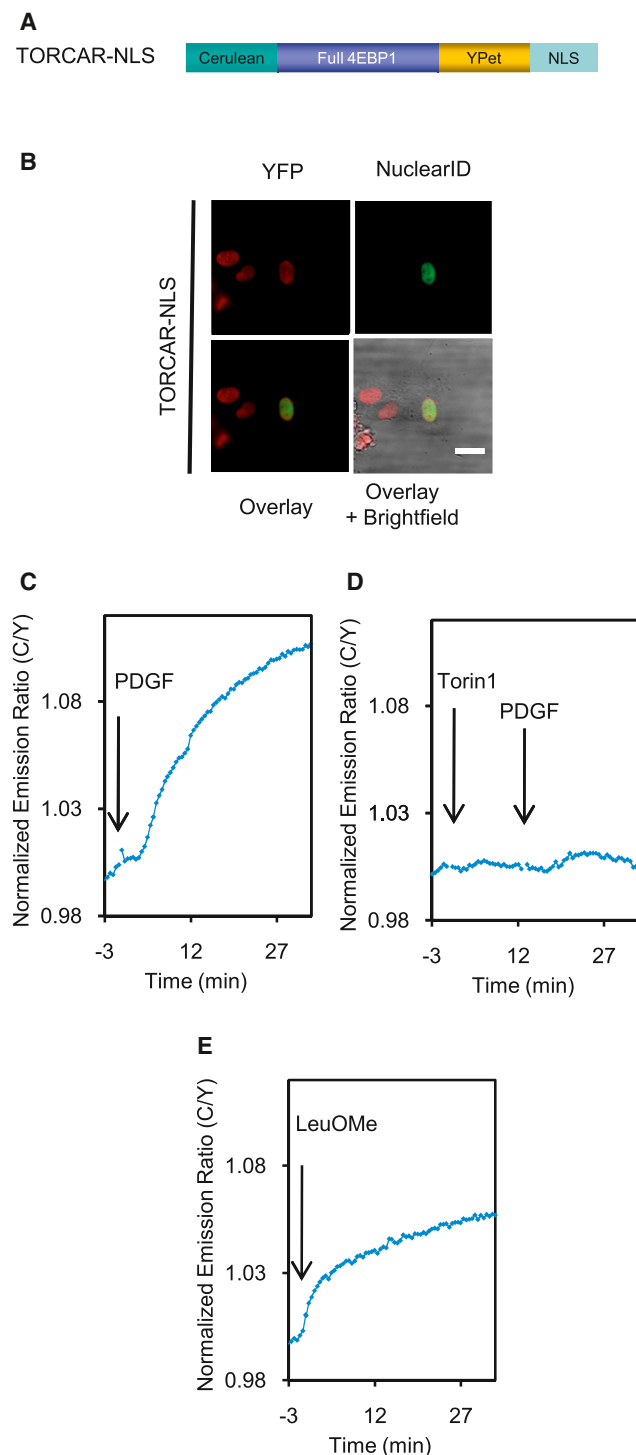 A
TORCAR-NLS
Cerulean Full 4EBP1 YPet NLS
B
YFP NuclearID
TORCAR-NLS
Overlay Overlay
+ Brightfield
C
Normalized Emission Ratio (C/Y)
PDGF
1.08
1.03
0.98
-3 12 27
Time (min)
D
Normalized Emission Ratio (C/Y)
Torin1
PDGF
1.08
1.03
0.98
-3 12 27
Time (min)
E
Normalized Emission Ratio (C/Y)
LeuOMe
1.08
1.03
0.98
-3 12 27
Time (min)